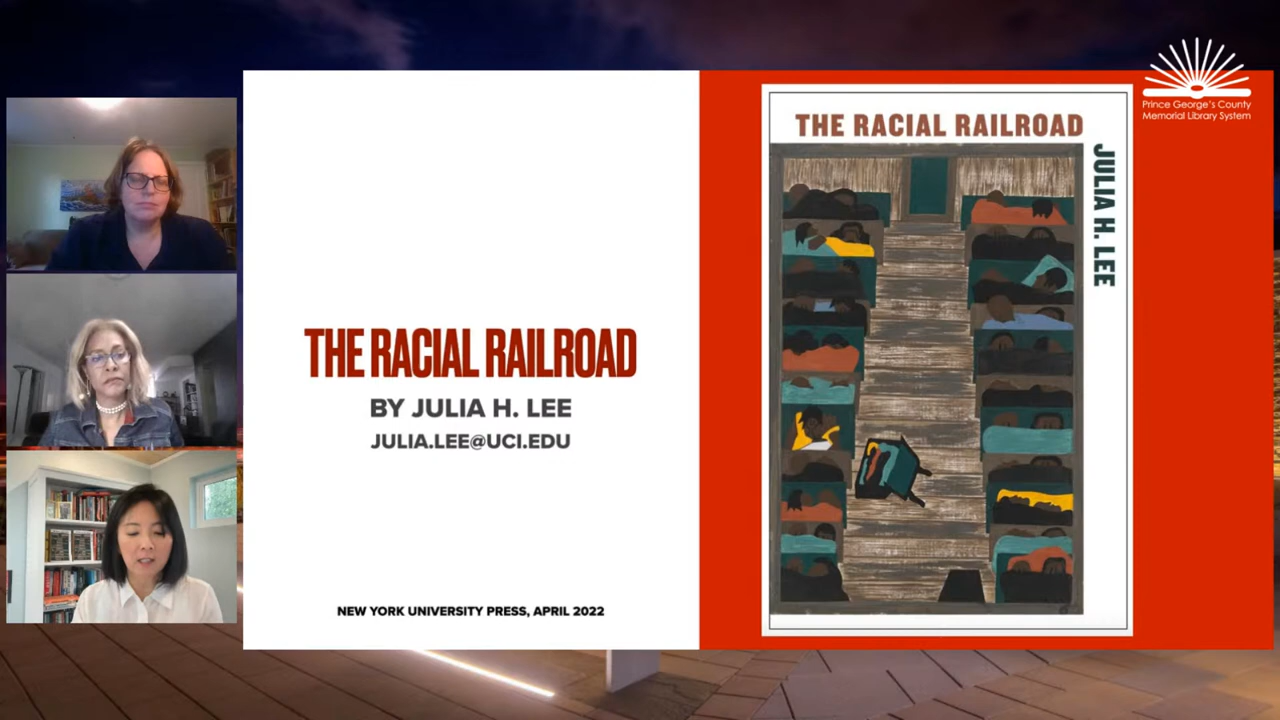 THE RACIAL RAILROAD
BY JULIA H. LEE
JULIA.LEE@UCI.EDU
NEW YORK UNIVERSITY PRESS, APRIL 2022
THE RACIAL RAILROAD
JULIA H. LEE
Prince George's County
Memorial Library System